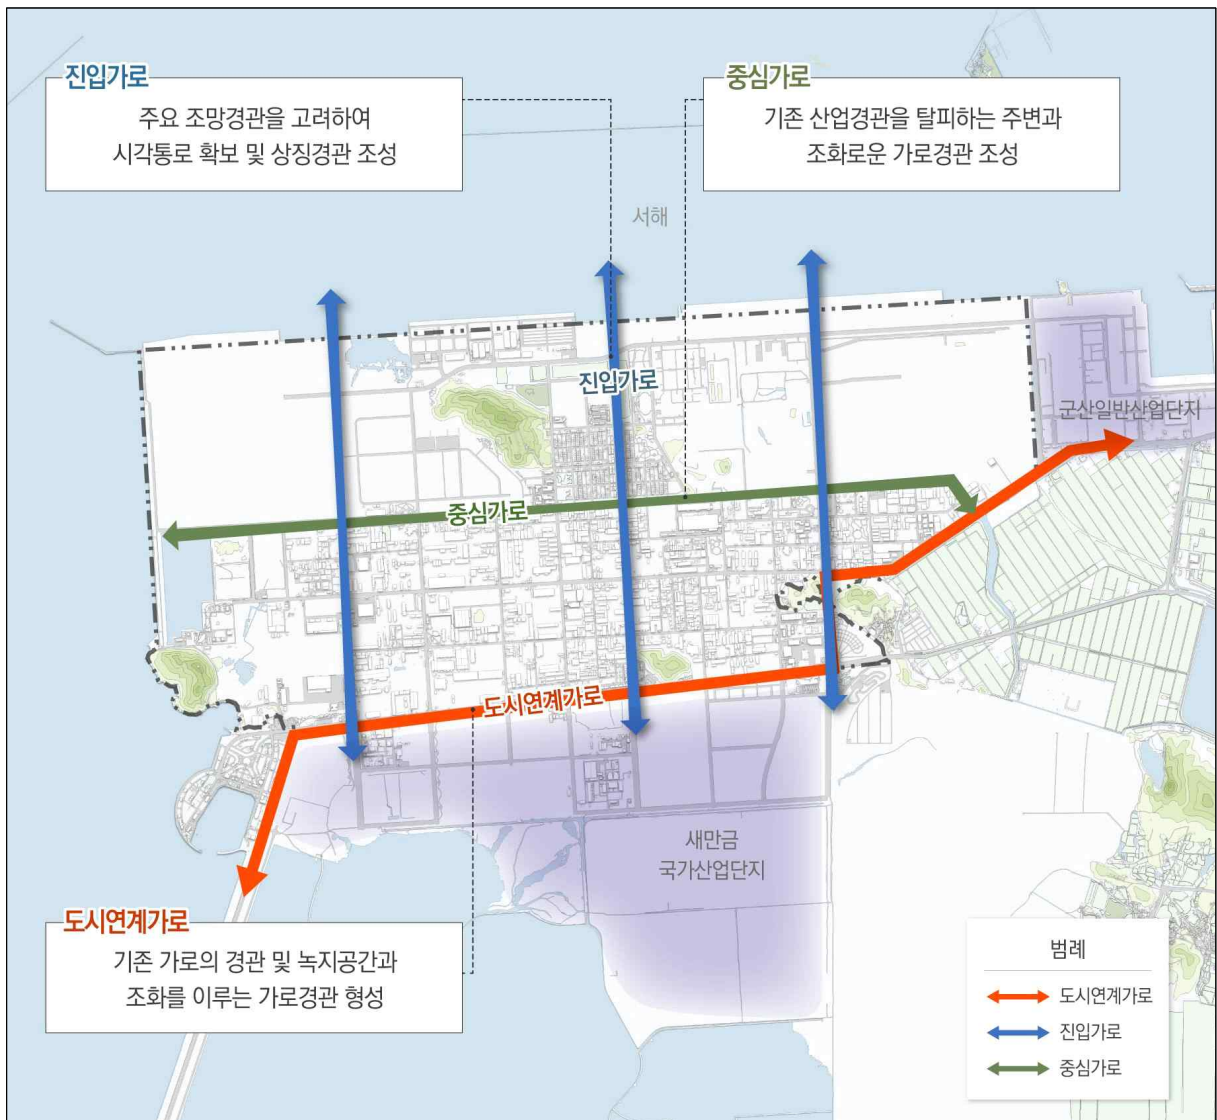 진입가로
주요 조망경관을 고려하여
시각통로 확보 및 상징경관 조성
중심가로
기존 산업경관을 탈피하는 주변과
조화로운 가로경관 조성
서해
진입가로
군산일반산업단지
중심가로
도시연계가로
새만금
국가산업단지
도시연계가로
기존 가로의 경관 및 녹지공간과
조화를 이루는 가로경관 형성
범례
도시연계가로
진입가로
중심가로